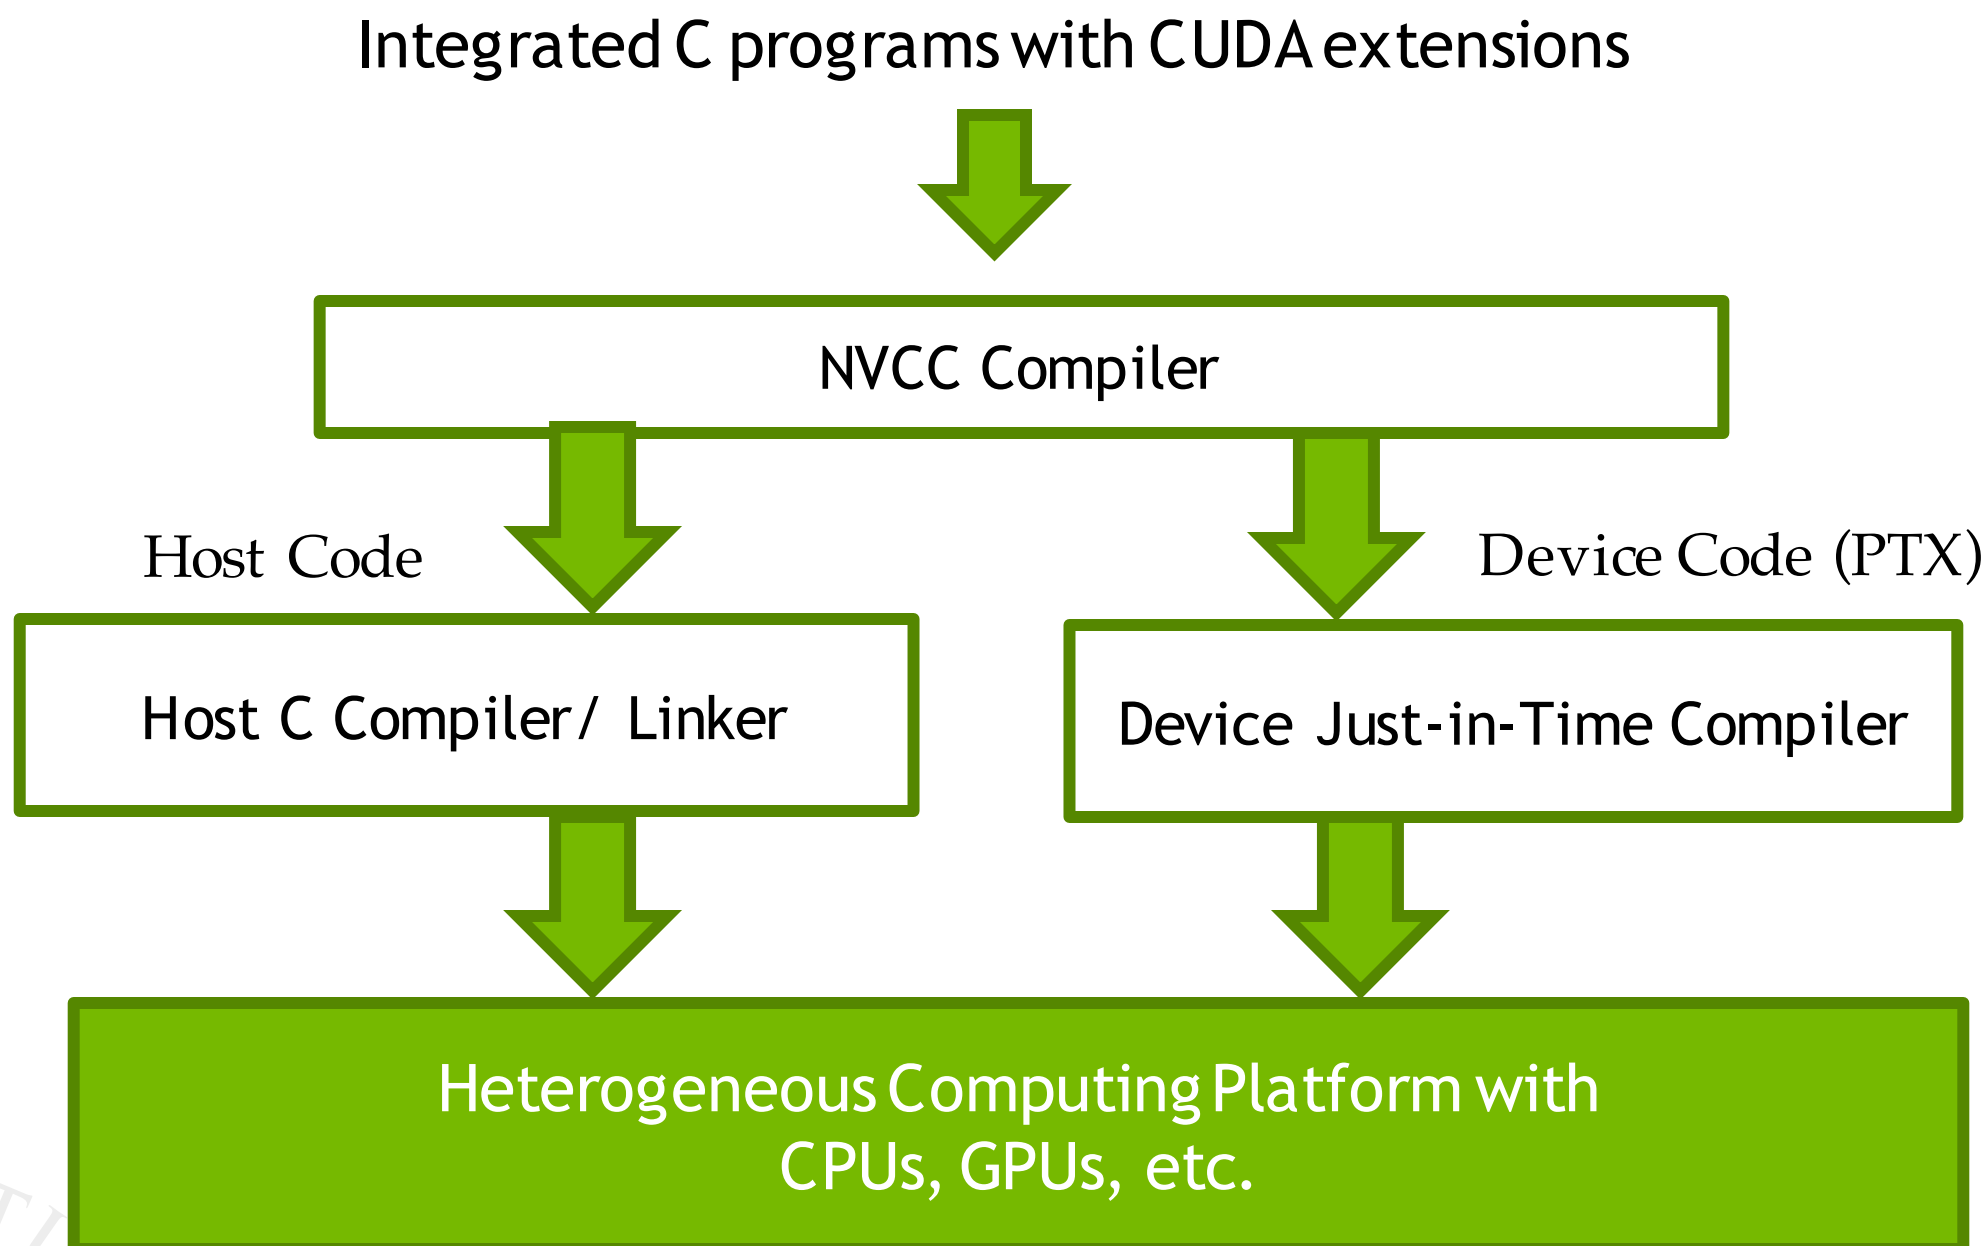 Integrated C programs with CUDA extensions
NVCC Compiler
Host Code
Device Code (PTX)
Host C Compiler/ Linker
Device Just-in-Time Compiler
Heterogeneous Computing Platform with
CPUs, GPUs, etc.